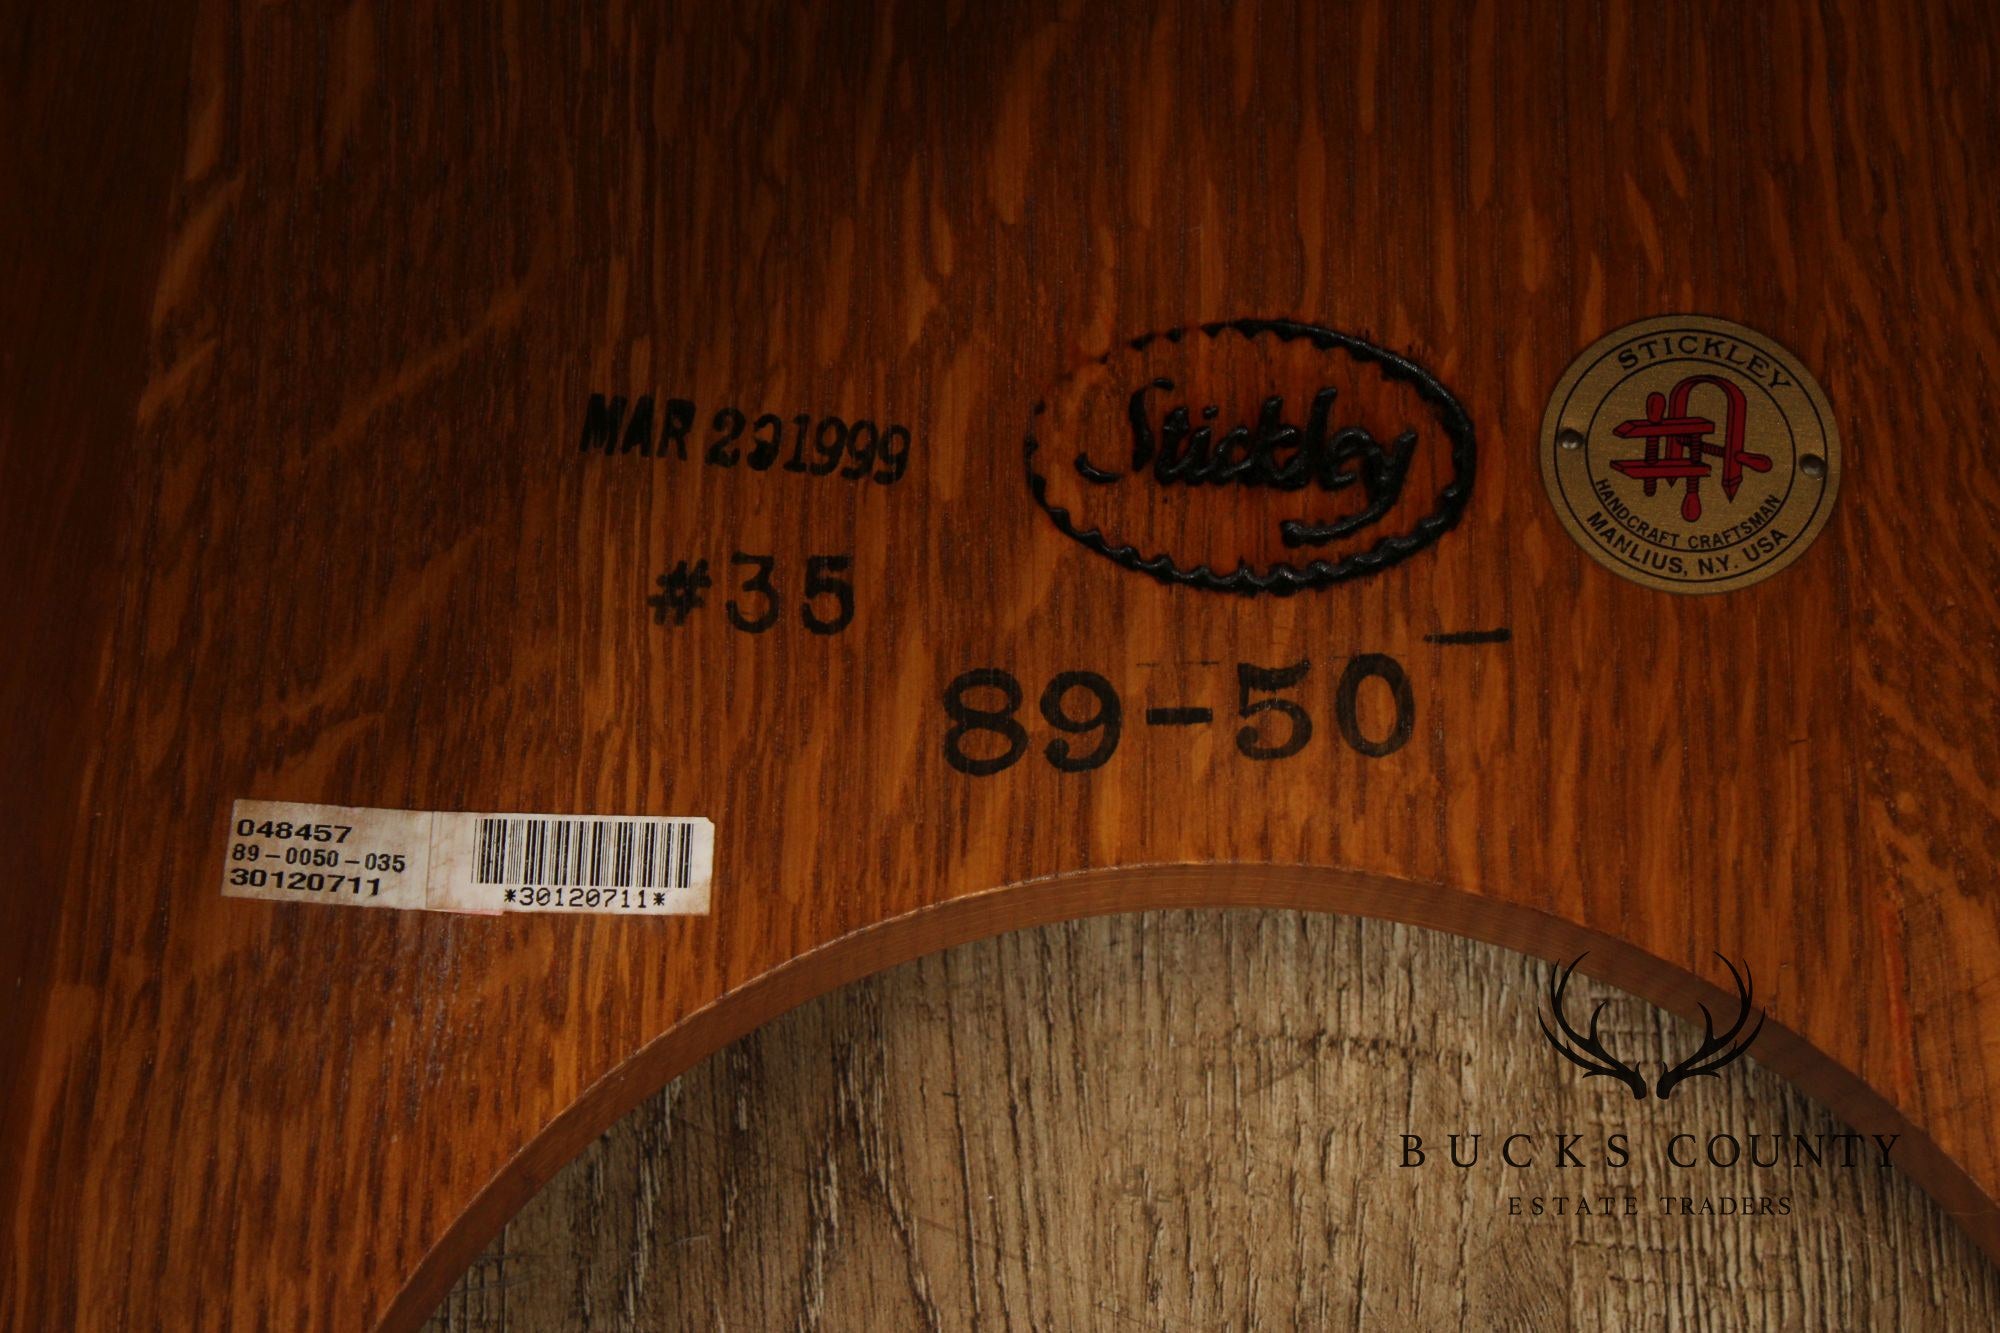 STICKLEY
HANDCRAFT CRAFTSMAN
MANLIUS, N.Y. USA
Stickley
MAR 1999
#35
89-50
048457
89-0050-035
30120711
*30120711*
BUCKS COUNTY
ESTATE TRADERS